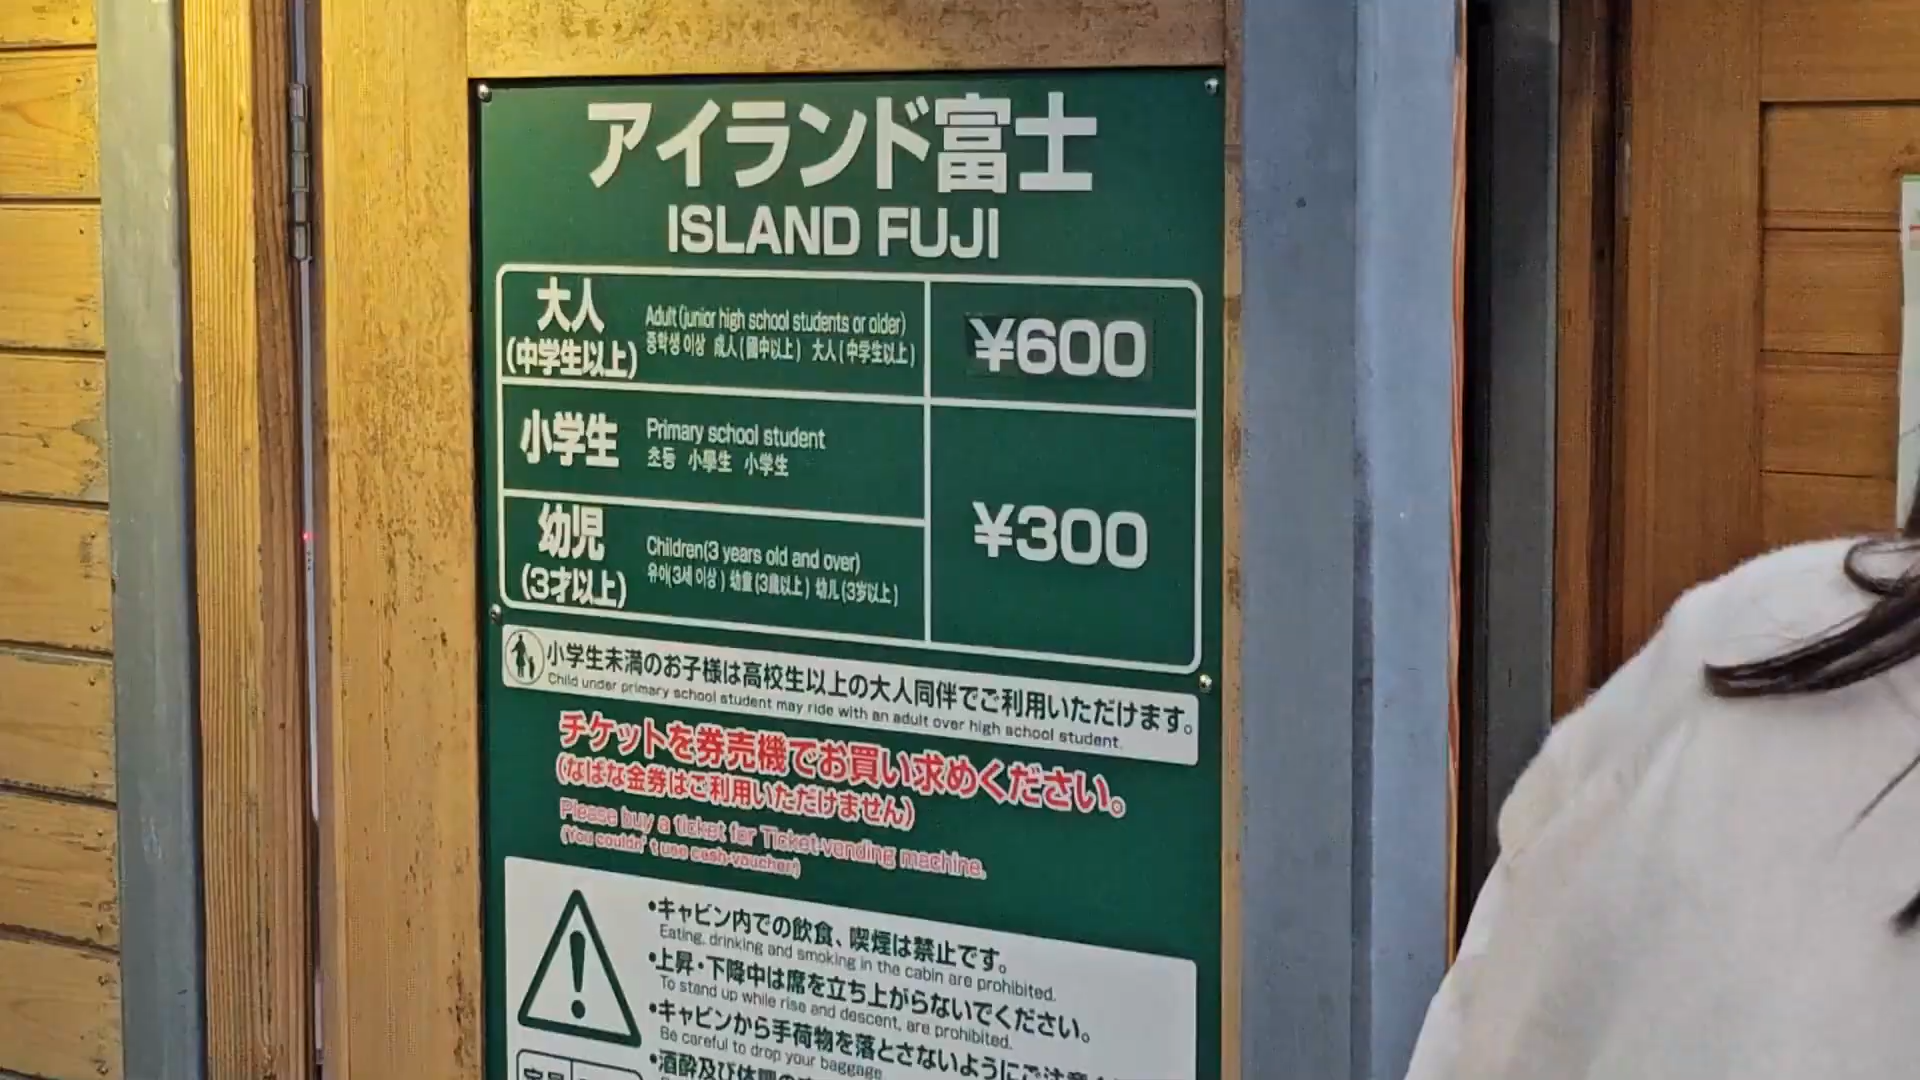 アイランド富士
ISLAND FUJI
大人
(中学生以上)
Adult (junior high school students or older)
중학생 이상 成人(國中以上) 大人(中学生以上)
¥600
小学生
Primary school student
초등 小學生 小学生
幼児
(3才以上)
Children(3 years old and over)
유아(3세 이상) 幼童(3歲以上) 幼儿(3岁以上)
¥300
小学生未満のお子様は高校生以上の大人同伴でご利用いただけます。
Child under primary school student may ride with an adult over high school student.
チケットを券売機でお買い求めください。
(なばな金券はご利用いただけません)
Please buy a ticket for Ticket-vending machine.
(You couldn't use cash-voucher)
•キャビン内での飲食、喫煙は禁止です。
Eating, drinking and smoking in the cabin are prohibited.
•上昇・下降中は席を立ち上がらないでください。
To stand up while rise and descent, are prohibited.
•キャビンから手荷物を落とさないようにご注意
Be careful to drop your baggage
•酒酔及び体調の